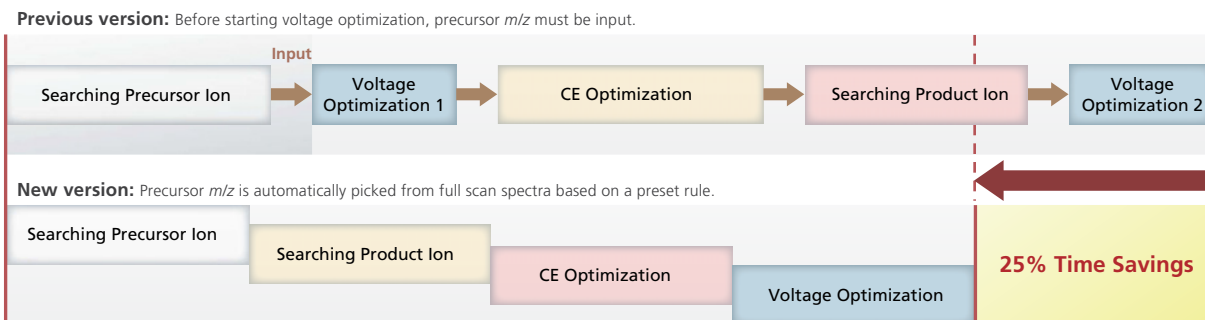 Previous version: Before starting voltage optimization, precursor m/z must be input.
Input
Searching Precursor Ion
Voltage
Optimization 1
CE Optimization
Searching Product Ion
Voltage
Optimization 2
New version: Precursor m/z is automatically picked from full scan spectra based on a preset rule.
Searching Precursor Ion
Searching Product Ion
CE Optimization
Voltage Optimization
25% Time Savings